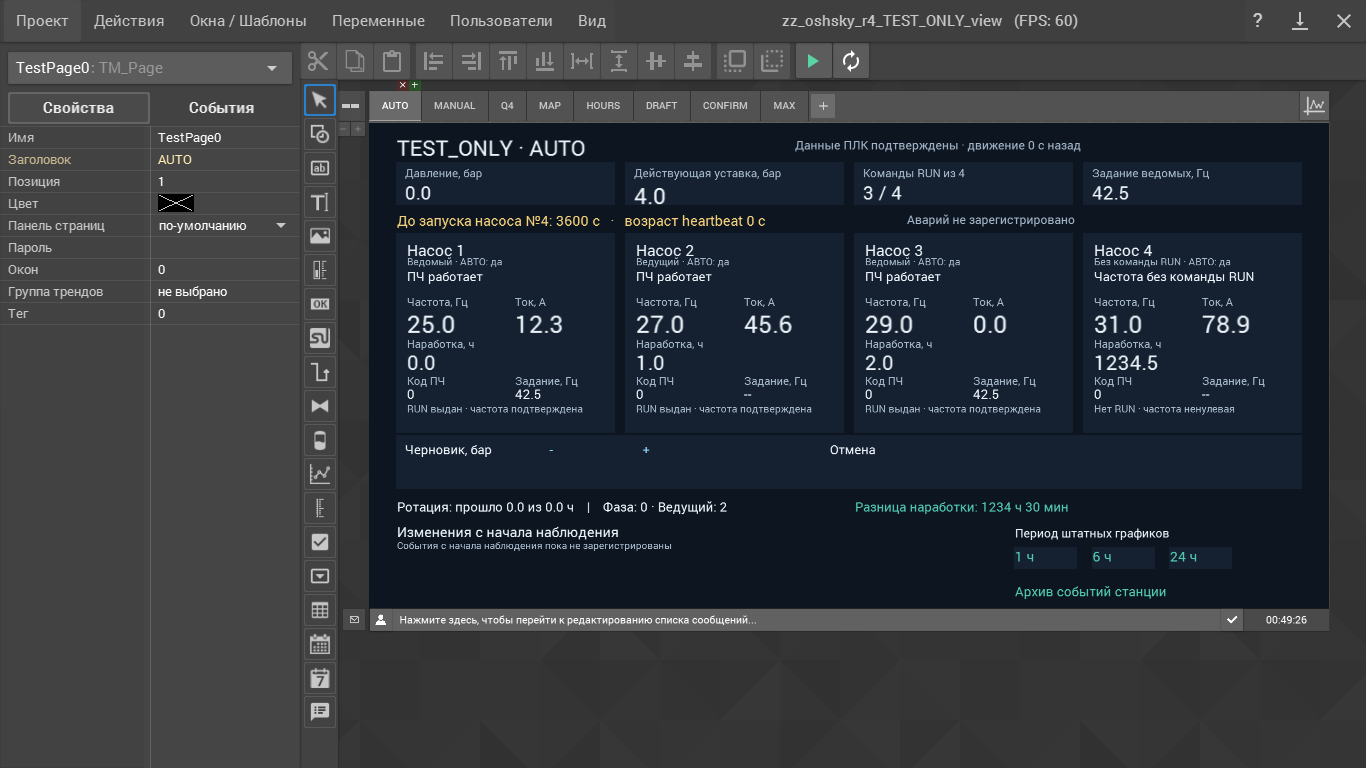 Проект Действия Окна / Шаблоны Переменные Пользователи Вид zz_oshsky_r4_TEST_ONLY_view (FPS: 60) ?
TestPage0 : TM_Page
Свойства События
Имя TestPage0
Заголовок AUTO
Позиция 1
Цвет
Панель страниц по-умолчанию
Пароль
Окон 0
Группа трендов не выбрано
Тег 0
ab
OK
7
AUTO MANUAL Q4 MAP HOURS DRAFT CONFIRM MAX +
TEST_ONLY · AUTO Данные ПЛК подтверждены · движение 0 с назад
Давление, бар Действующая уставка, бар Команды RUN из 4 Задание ведомых, Гц
0.0 4.0 3 / 4 42.5
До запуска насоса №4: 3600 с · возраст heartbeat 0 с Аварий не зарегистрировано
Насос 1 Насос 2 Насос 3 Насос 4
Ведомый · АВТО: да Ведущий · АВТО: да Ведомый · АВТО: да Без команды RUN · АВТО: да
ПЧ работает ПЧ работает ПЧ работает Частота без команды RUN
Частота, Гц Ток, А Частота, Гц Ток, А Частота, Гц Ток, А Частота, Гц Ток, А
25.0 12.3 27.0 45.6 29.0 0.0 31.0 78.9
Наработка, ч Наработка, ч Наработка, ч Наработка, ч
0.0 1.0 2.0 1234.5
Код ПЧ Задание, Гц Код ПЧ Задание, Гц Код ПЧ Задание, Гц Код ПЧ Задание, Гц
0 42.5 0 -- 0 42.5 0 --
RUN выдан · частота подтверждена RUN выдан · частота подтверждена RUN выдан · частота подтверждена Нет RUN · частота ненулевая
Черновик, бар - + Отмена
Ротация: прошло 0.0 из 0.0 ч | Фаза: 0 · Ведущий: 2 Разница наработки: 1234 ч 30 мин
Изменения с начала наблюдения Период штатных графиков
События с начала наблюдения пока не зарегистрированы
1 ч 6 ч 24 ч
Архив событий станции
Нажмите здесь, чтобы перейти к редактированию списка сообщений... 00:49:26